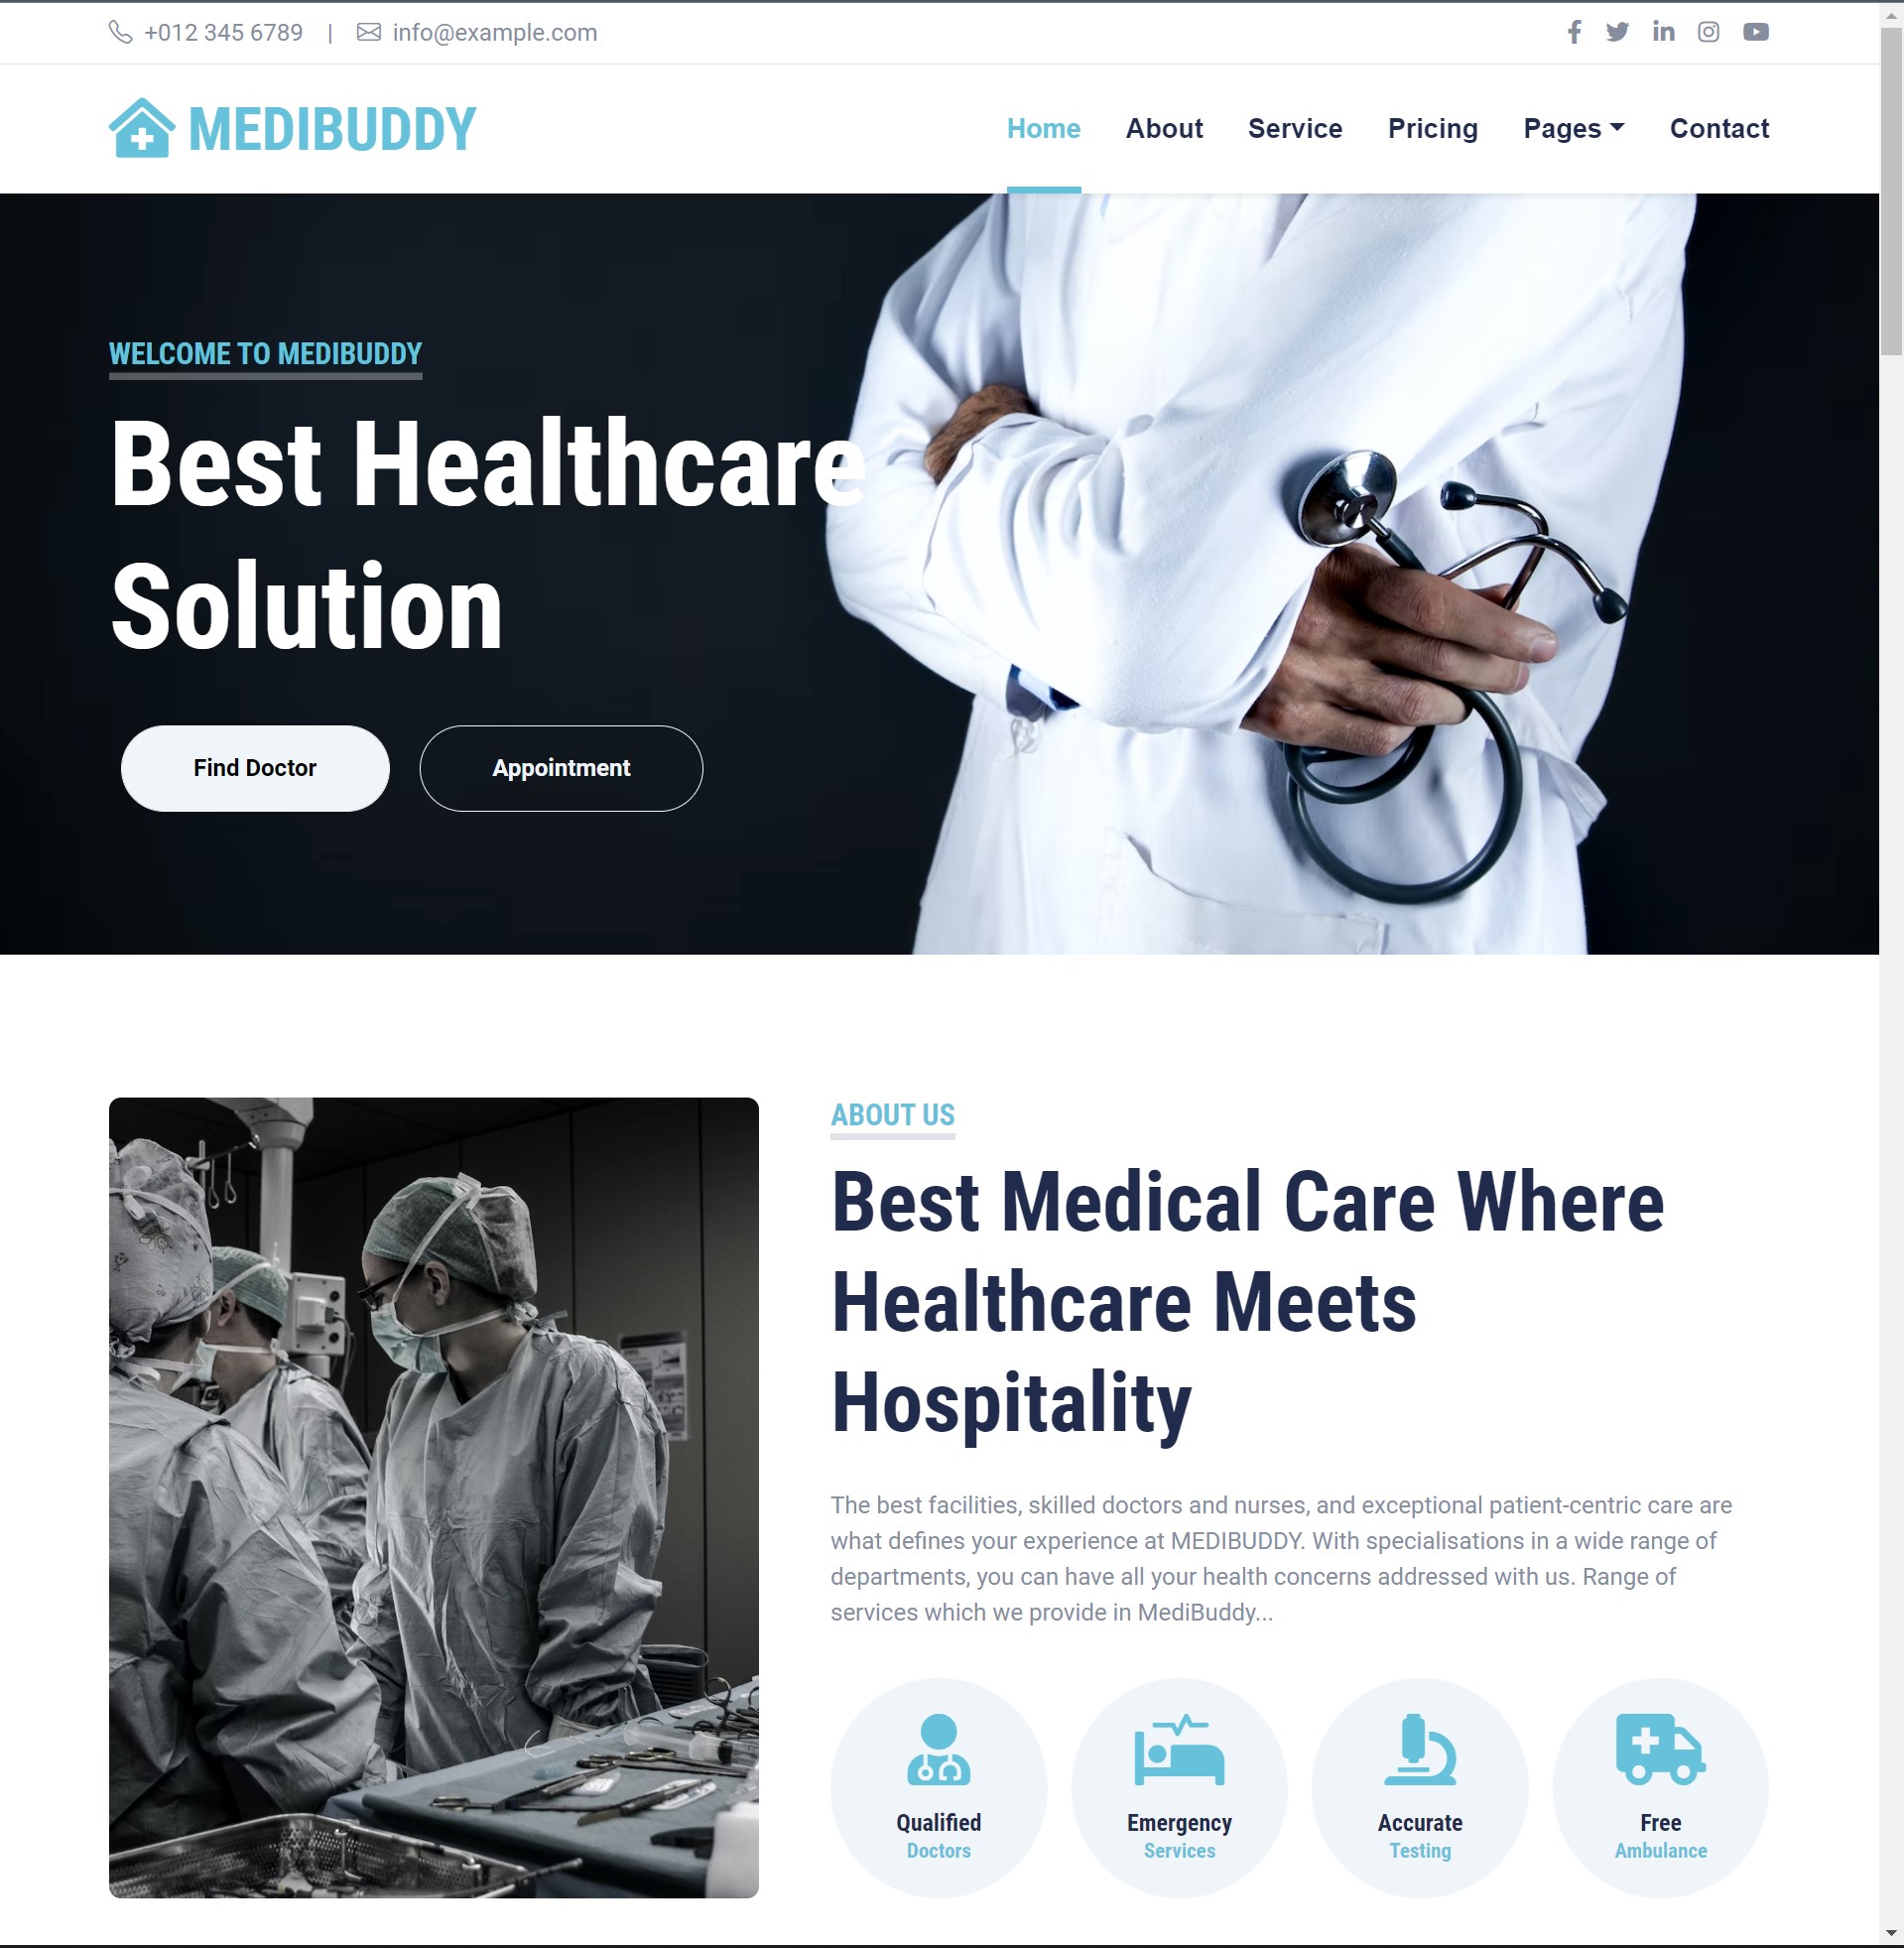 +012 345 6789 | info@example.com
MEDIBUDDY
Home About Service Pricing Pages Contact
WELCOME TO MEDIBUDDY
Best Healthcare
Solution
Find Doctor Appointment
ABOUT US
Best Medical Care Where
Healthcare Meets
Hospitality
The best facilities, skilled doctors and nurses, and exceptional patient-centric care are
what defines your experience at MEDIBUDDY. With specialisations in a wide range of
departments, you can have all your health concerns addressed with us. Range of
services which we provide in MediBuddy...
Qualified
Doctors
Emergency
Services
Accurate
Testing
Free
Ambulance